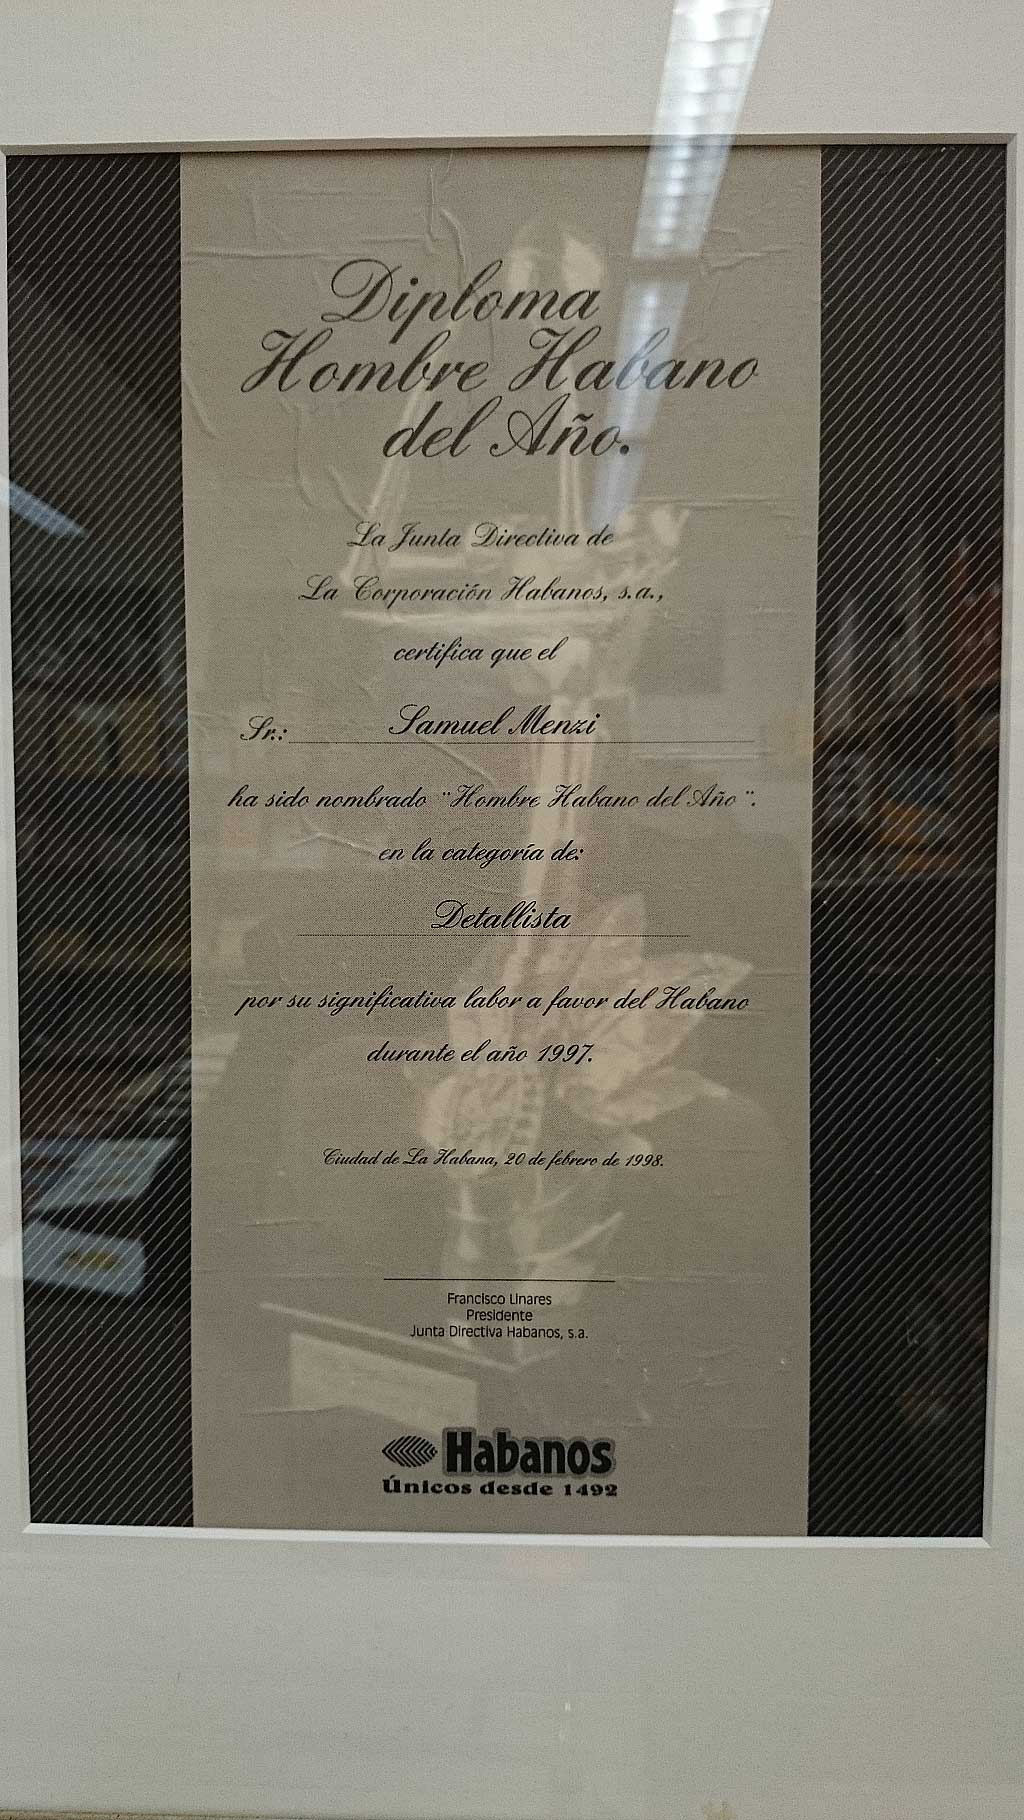 Diploma
Hombre Habano
del Año.
La Junta Directiva de
La Corporación Habanos, s.a.,
certifica que el
Sr.: Samuel Menzi
ha sido nombrado "Hombre Habano del Año".
en la categoría de:
Detallista
por su significativa labor a favor del Habano
durante el año 1997.
Ciudad de La Habana, 20 de febrero de 1998.
Francisco Linares
Presidente
Junta Directiva Habanos, s.a.
Habanos
Únicos desde 1492